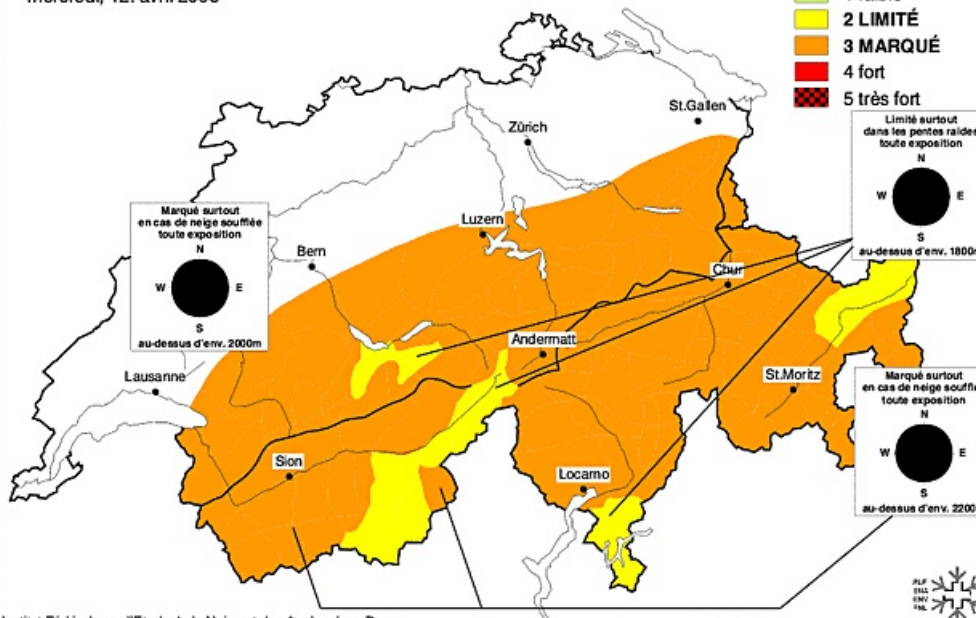 2 LIMITÉ
3 MARQUÉ
4 fort
5 très fort
St.Gallen
Zürich
Limité surtout
dans les pentes raides
toute exposition
N
W
E
S
au-dessus d'env. 1800m
Marqué surtout
en cas de neige soufflée
toute exposition
N
W
E
S
au-dessus d'env. 2000m
Luzern
Bern
Chur
Andermatt
Lausanne
St.Moritz
Marqué surtout
en cas de neige soufflée
toute exposition
N
W
E
S
au-dessus d'env. 2200
Sion
Locarno
SLF